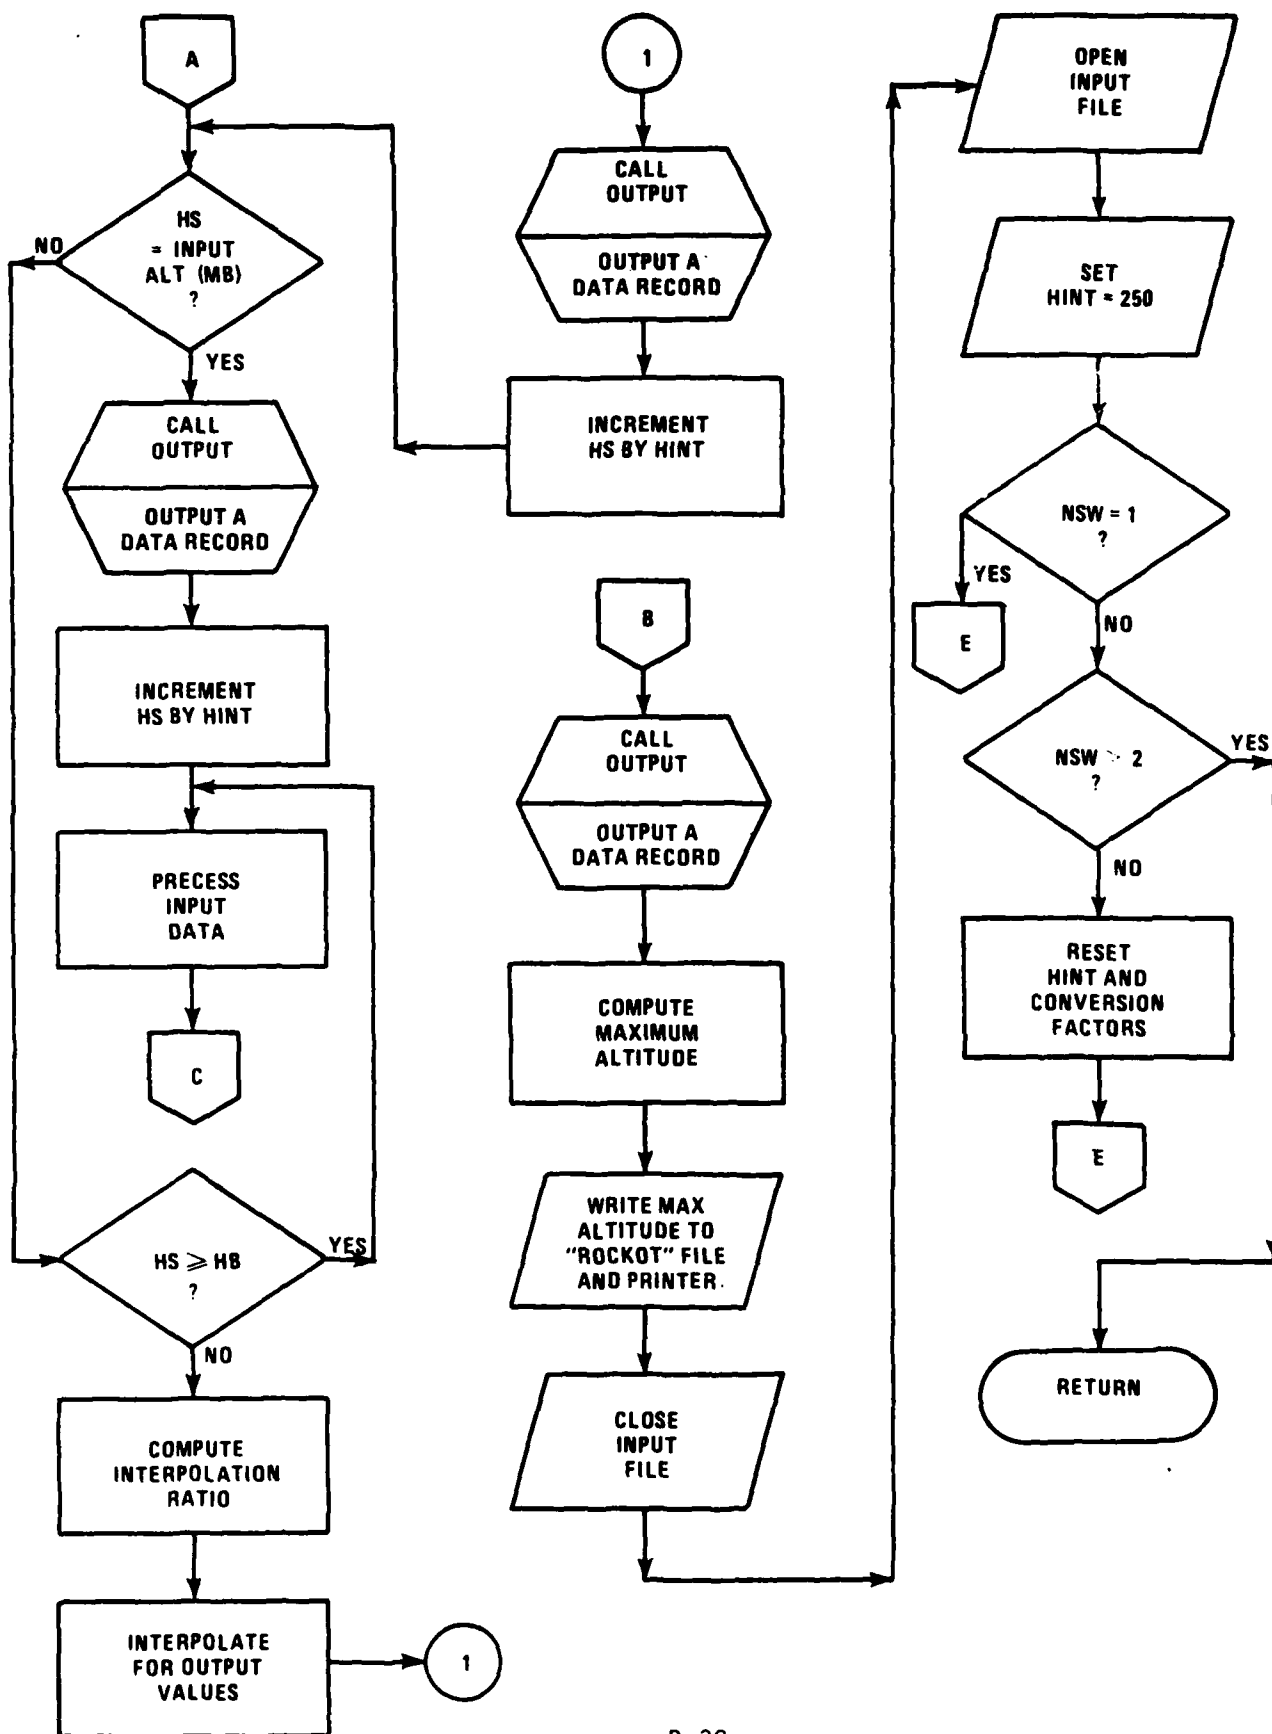 A
HS
= INPUT
ALT (MB)
?
NO
YES
CALL
OUTPUT
OUTPUT A
DATA RECORD
INCREMENT
HS BY HINT
PRECESS
INPUT
DATA
C
HS ≥ HB
?
YES
NO
COMPUTE
INTERPOLATION
RATIO
INTERPOLATE
FOR OUTPUT
VALUES
1
1
CALL
OUTPUT
OUTPUT A
DATA RECORD
INCREMENT
HS BY HINT
B
CALL
OUTPUT
OUTPUT A
DATA RECORD
COMPUTE
MAXIMUM
ALTITUDE
WRITE MAX
ALTITUDE TO
"ROCKOT" FILE
AND PRINTER
CLOSE
INPUT
FILE
OPEN
INPUT
FILE
SET
HINT = 250
NSW = 1
?
YES
E
NO
NSW > 2
?
YES
NO
RESET
HINT AND
CONVERSION
FACTORS
E
RETURN